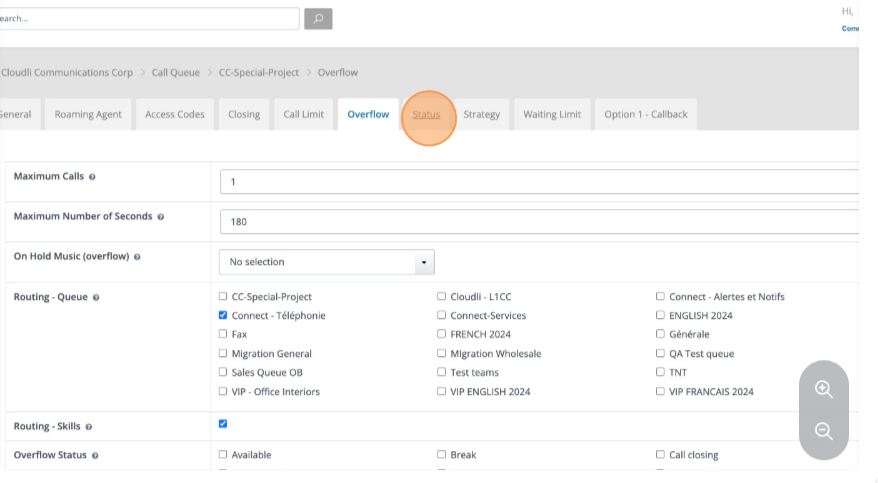 earch...
Hi,
Com
Cloudli Communications Corp > Call Queue > CC-Special-Project > Overflow
General Roaming Agent Access Codes Closing Call Limit Overflow Status Strategy Waiting Limit Option 1 - Callback
Maximum Calls 1
Maximum Number of Seconds 180
On Hold Music (overflow) No selection
Routing - Queue CC-Special-Project Cloudli - L1CC Connect - Alertes et Notifs
Connect - Téléphonie Connect-Services ENGLISH 2024
Fax FRENCH 2024 Générale
Migration General MIgration Wholesale QA Test queue
Sales Queue OB Test teams TNT
VIP - Office Interiors VIP ENGLISH 2024 VIP FRANCAIS 2024
Routing - Skills
Overflow Status Available Break Call closing